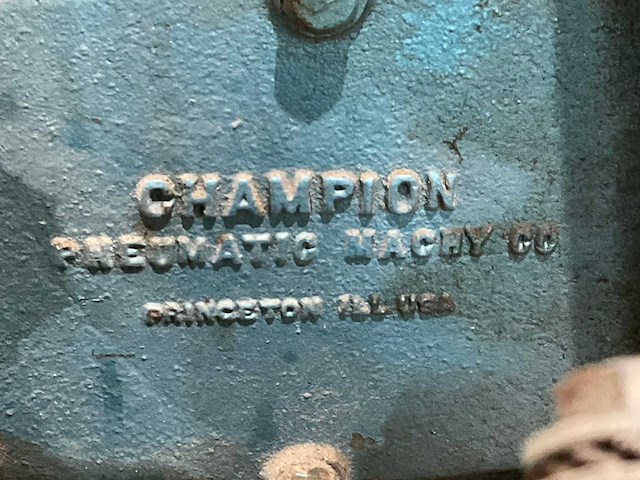 CHAMPION
PNEUMATIC MACHY CO
PRINCETON ILL. USA